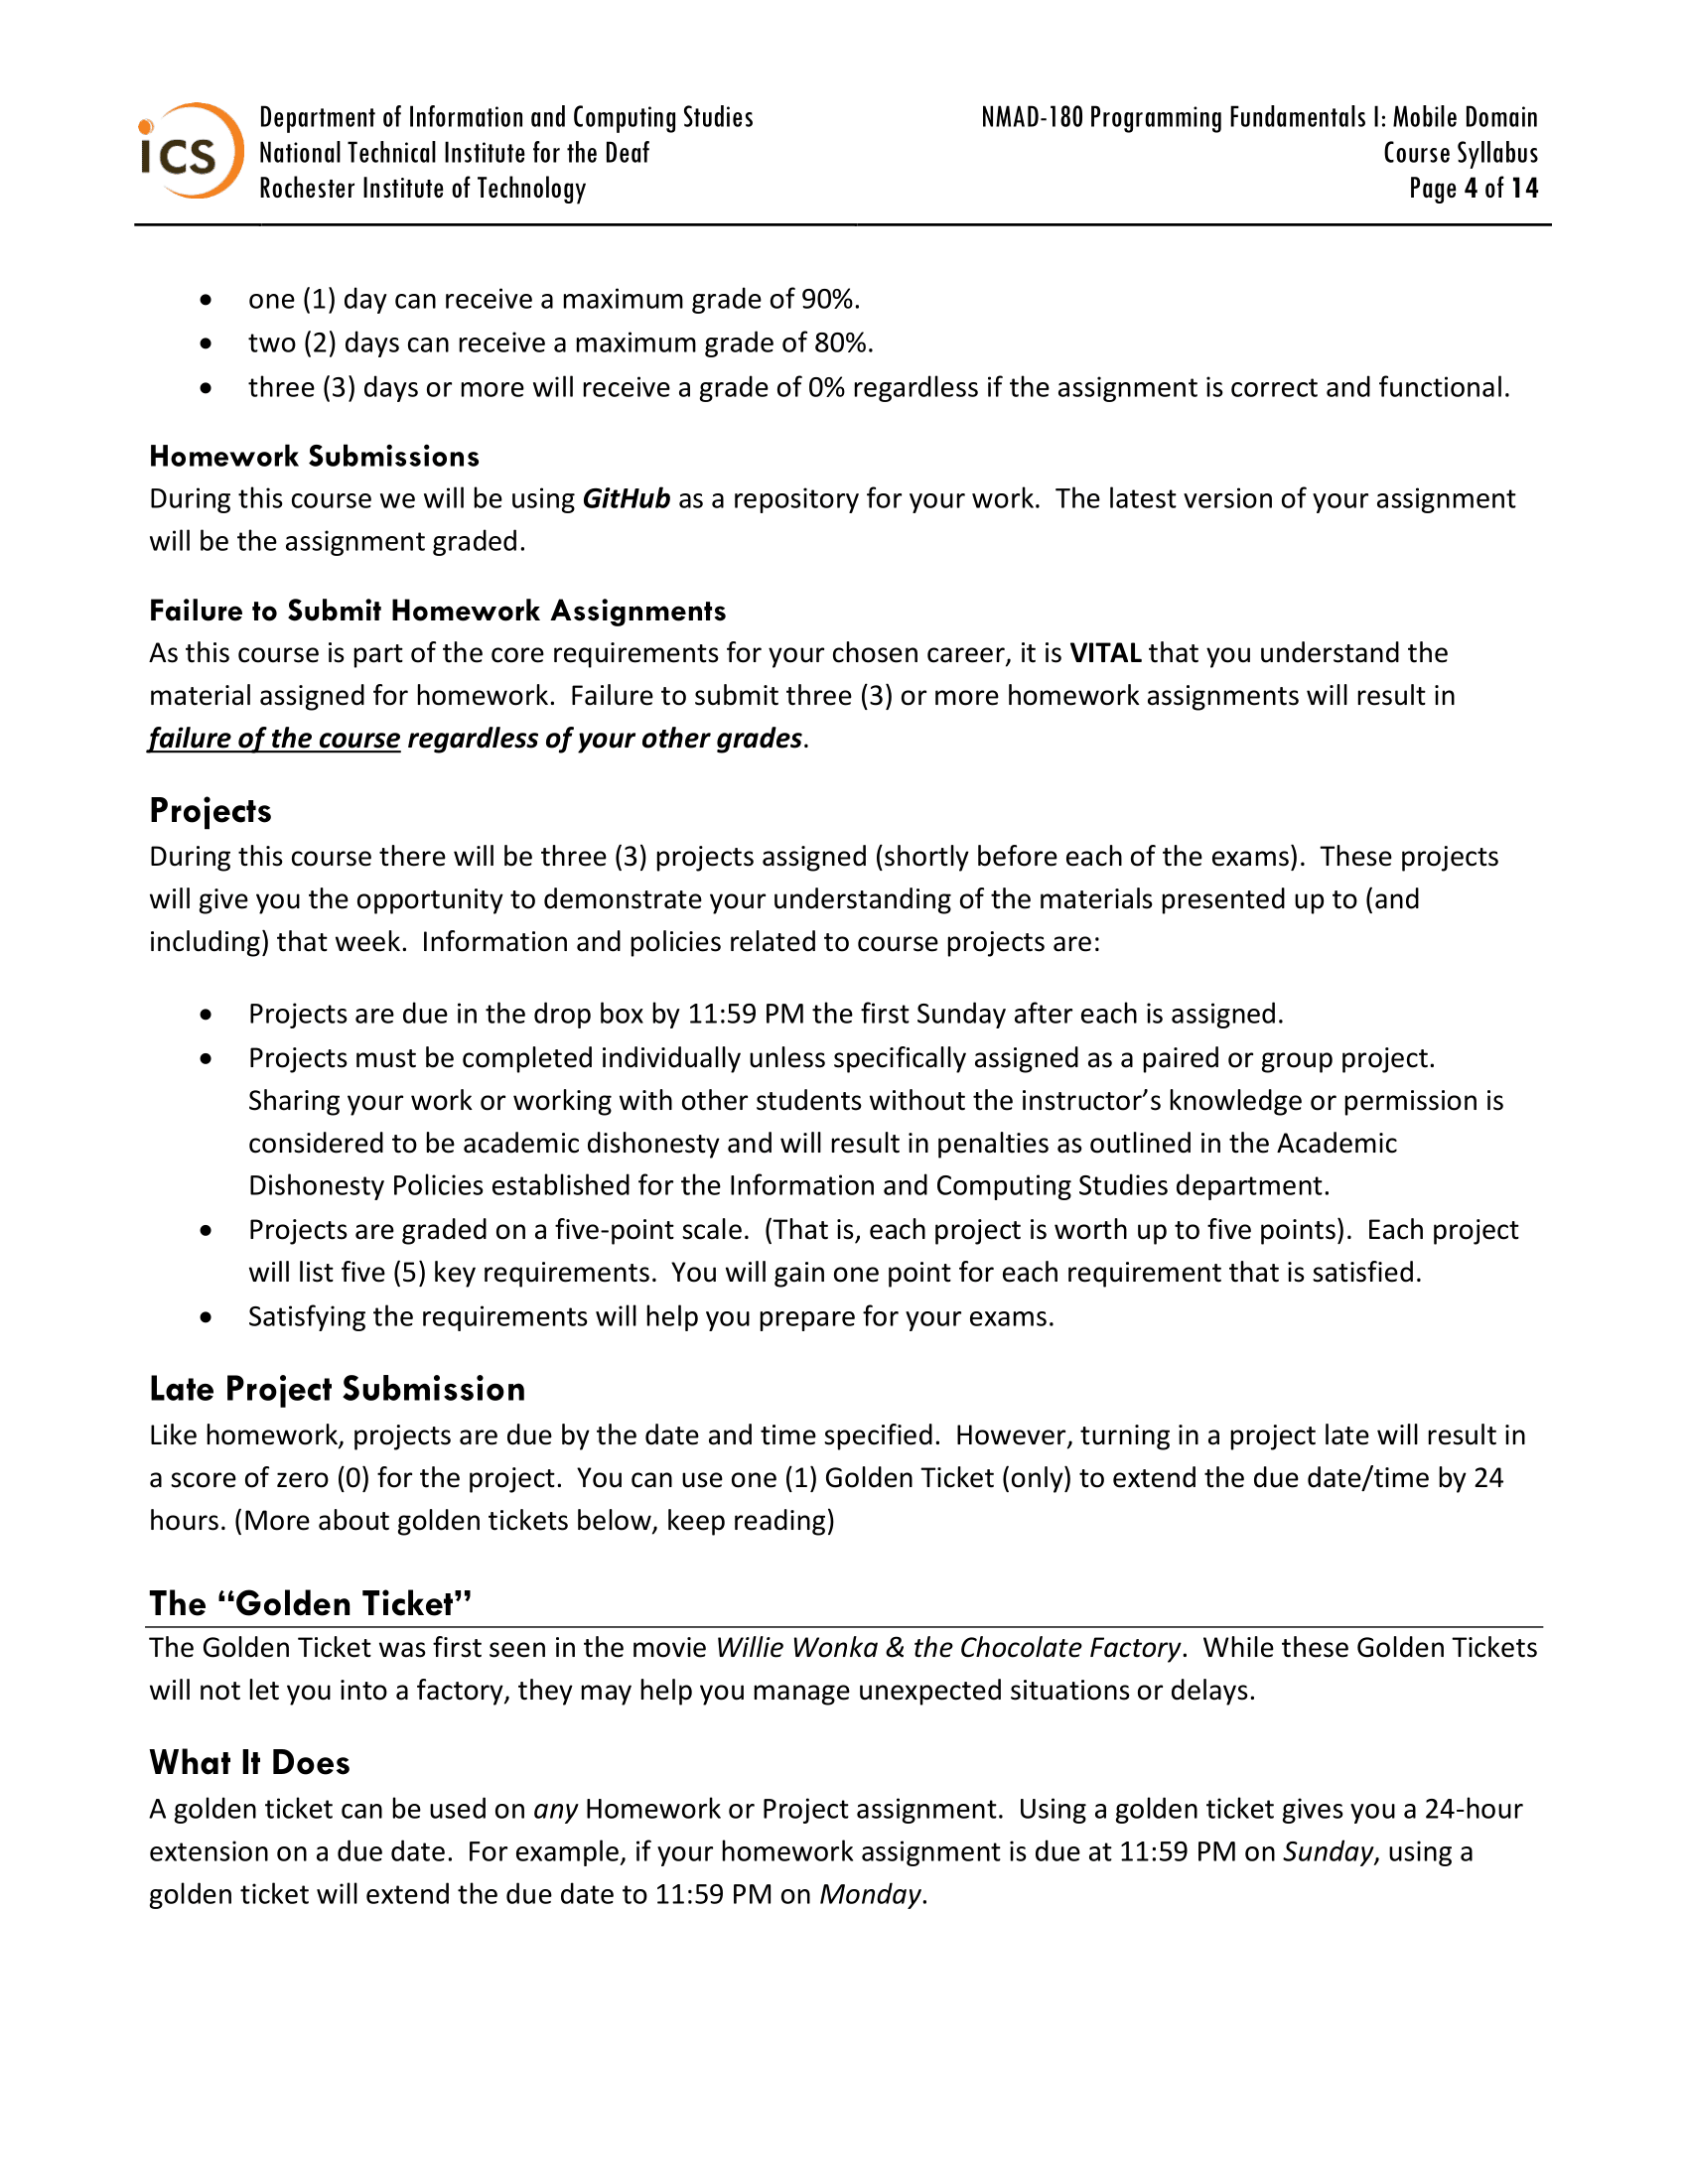 ics
Department of Information and Computing Studies
National Technical Institute for the Deaf
Rochester Institute of Technology
NMAD-180 Programming Fundamentals I: Mobile Domain
Course Syllabus
Page 4 of 14
• one (1) day can receive a maximum grade of 90%.
• two (2) days can receive a maximum grade of 80%.
• three (3) days or more will receive a grade of 0% regardless if the assignment is correct and functional.
Homework Submissions
During this course we will be using GitHub as a repository for your work.  The latest version of your assignment
will be the assignment graded.
Failure to Submit Homework Assignments
As this course is part of the core requirements for your chosen career, it is VITAL that you understand the
material assigned for homework.  Failure to submit three (3) or more homework assignments will result in
failure of the course regardless of your other grades.
Projects
During this course there will be three (3) projects assigned (shortly before each of the exams).  These projects
will give you the opportunity to demonstrate your understanding of the materials presented up to (and
including) that week.  Information and policies related to course projects are:
• Projects are due in the drop box by 11:59 PM the first Sunday after each is assigned.
• Projects must be completed individually unless specifically assigned as a paired or group project.
Sharing your work or working with other students without the instructor’s knowledge or permission is
considered to be academic dishonesty and will result in penalties as outlined in the Academic
Dishonesty Policies established for the Information and Computing Studies department.
• Projects are graded on a five-point scale.  (That is, each project is worth up to five points).  Each project
will list five (5) key requirements.  You will gain one point for each requirement that is satisfied.
• Satisfying the requirements will help you prepare for your exams.
Late Project Submission
Like homework, projects are due by the date and time specified.  However, turning in a project late will result in
a score of zero (0) for the project.  You can use one (1) Golden Ticket (only) to extend the due date/time by 24
hours. (More about golden tickets below, keep reading)
The “Golden Ticket”
The Golden Ticket was first seen in the movie Willie Wonka & the Chocolate Factory.  While these Golden Tickets
will not let you into a factory, they may help you manage unexpected situations or delays.
What It Does
A golden ticket can be used on any Homework or Project assignment.  Using a golden ticket gives you a 24-hour
extension on a due date.  For example, if your homework assignment is due at 11:59 PM on Sunday, using a
golden ticket will extend the due date to 11:59 PM on Monday.